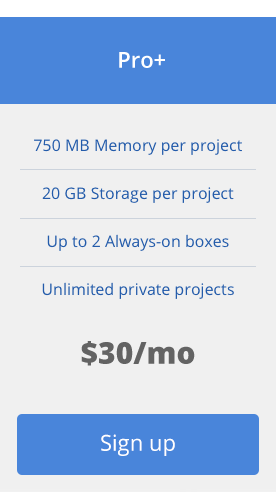 Pro+
750 MB Memory per project
20 GB Storage per project
Up to 2 Always-on boxes
Unlimited private projects
$30/mo
Sign up